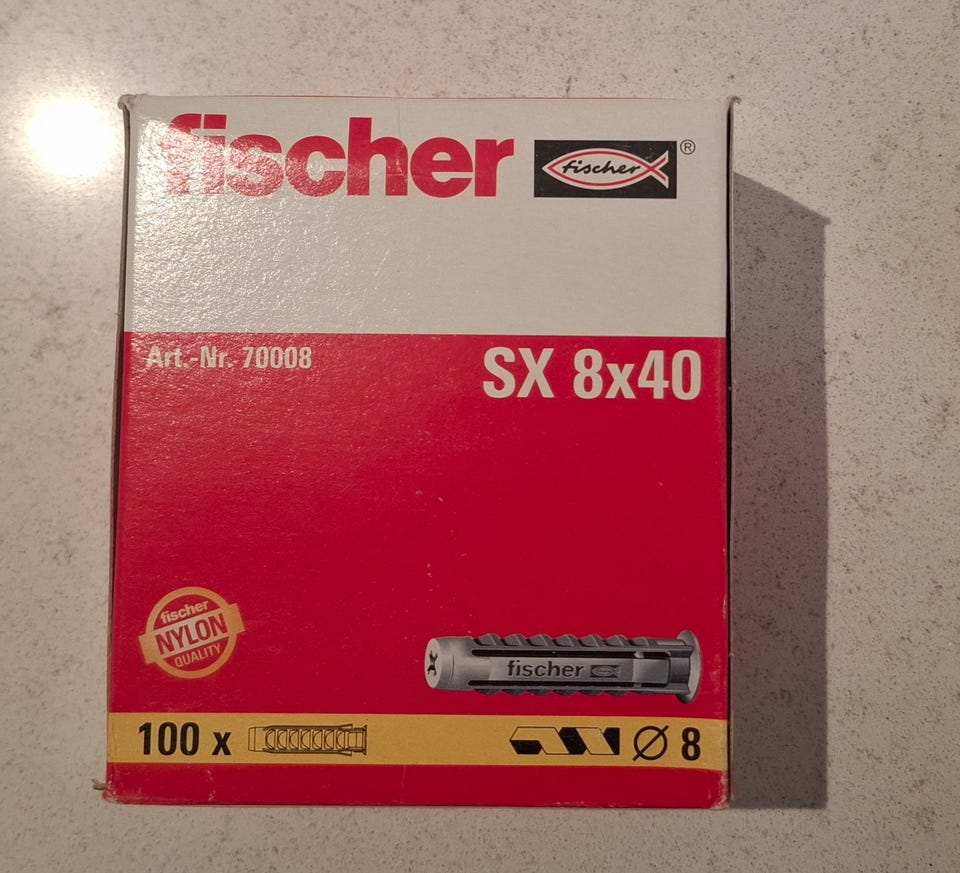 fischer fischer ®
Art.-Nr. 70008 SX 8x40
fischer
NYLON
QUALITY
fischer
100 x Ø 8